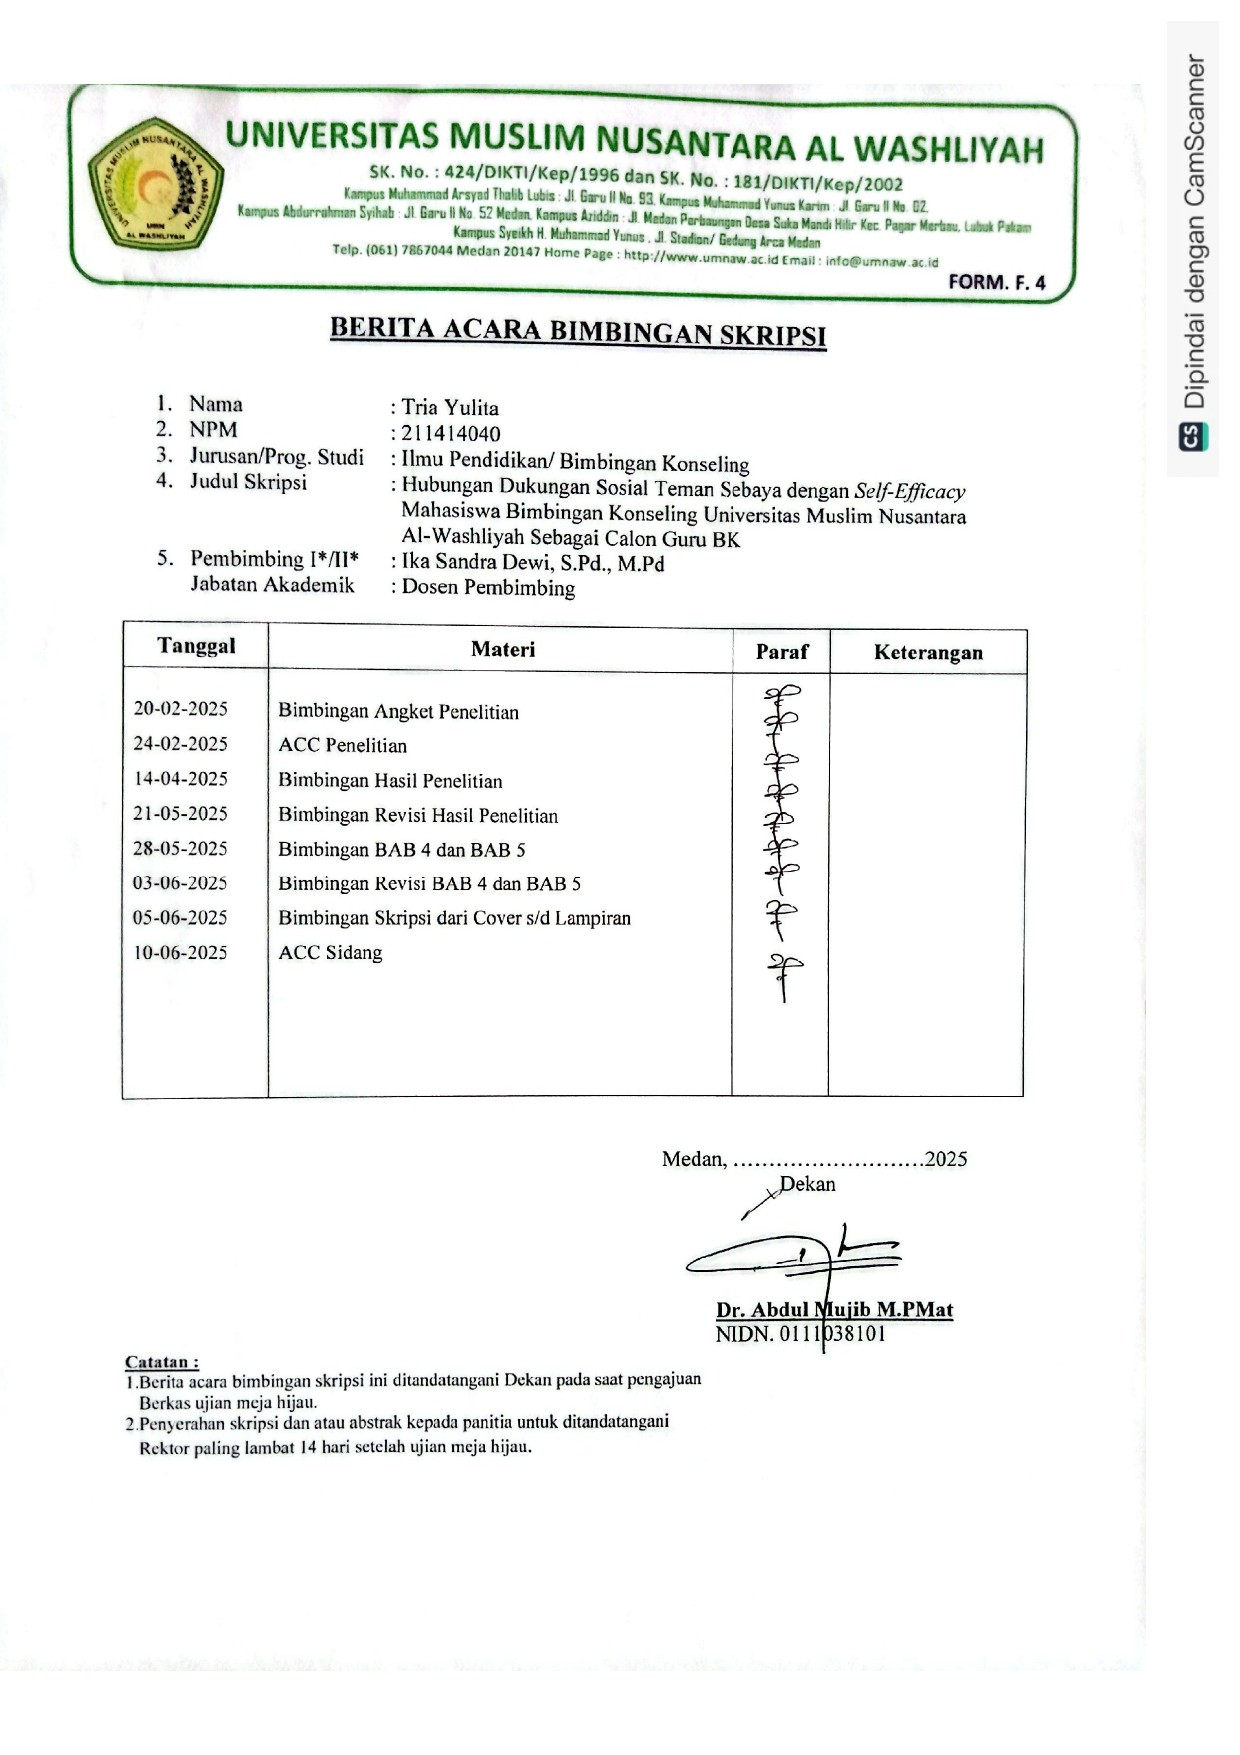 UNIVERSITAS MUSLIM NUSANTARA AL WASHLIYAH
SK. No. : 424/DIKTI/Kep/1996 dan SK. No. : 181/DIKTI/Kep/2002
Kampus Muhammad Arsyad Thalib Lubis : Jl. Garu II No. 93, Kampus Muhammad Yunus Karim : Jl. Garu II No. 02,
Kampus Abdurrahman Syihab : Jl. Garu II No. 52 Medan, Kampus Aziddin : Jl. Medan Perbaungan Desa Suka Mandi Hilir Kec. Pagar Merbau, Lubuk Pakam
Kampus Syeikh H. Muhammad Yunus , Jl. Stadion/ Gedung Arca Medan
Telp. (061) 7867044 Medan 20147 Home Page : http://www.umnaw.ac.id Email : info@umnaw.ac.id
FORM. F. 4
UNIVERSITAS MUSLIM NUSANTARA AL WASHLIYAH
UMN
AL WASHLIYAH
BERITA ACARA BIMBINGAN SKRIPSI
1. Nama : Tria Yulita
2. NPM : 211414040
3. Jurusan/Prog. Studi : Ilmu Pendidikan/ Bimbingan Konseling
4. Judul Skripsi : Hubungan Dukungan Sosial Teman Sebaya dengan Self-Efficacy
Mahasiswa Bimbingan Konseling Universitas Muslim Nusantara
Al-Washliyah Sebagai Calon Guru BK
5. Pembimbing I*/II* : Ika Sandra Dewi, S.Pd., M.Pd
Jabatan Akademik : Dosen Pembimbing
Tanggal Materi Paraf Keterangan
20-02-2025 Bimbingan Angket Penelitian
24-02-2025 ACC Penelitian
14-04-2025 Bimbingan Hasil Penelitian
21-05-2025 Bimbingan Revisi Hasil Penelitian
28-05-2025 Bimbingan BAB 4 dan BAB 5
03-06-2025 Bimbingan Revisi BAB 4 dan BAB 5
05-06-2025 Bimbingan Skripsi dari Cover s/d Lampiran
10-06-2025 ACC Sidang
Medan, ...........................2025
Dekan
Dr. Abdul Mujib M.PMat
NIDN. 0111038101
Catatan :
1.Berita acara bimbingan skripsi ini ditandatangani Dekan pada saat pengajuan
Berkas ujian meja hijau.
2.Penyerahan skripsi dan atau abstrak kepada panitia untuk ditandatangani
Rektor paling lambat 14 hari setelah ujian meja hijau.
CS Dipindai dengan CamScanner